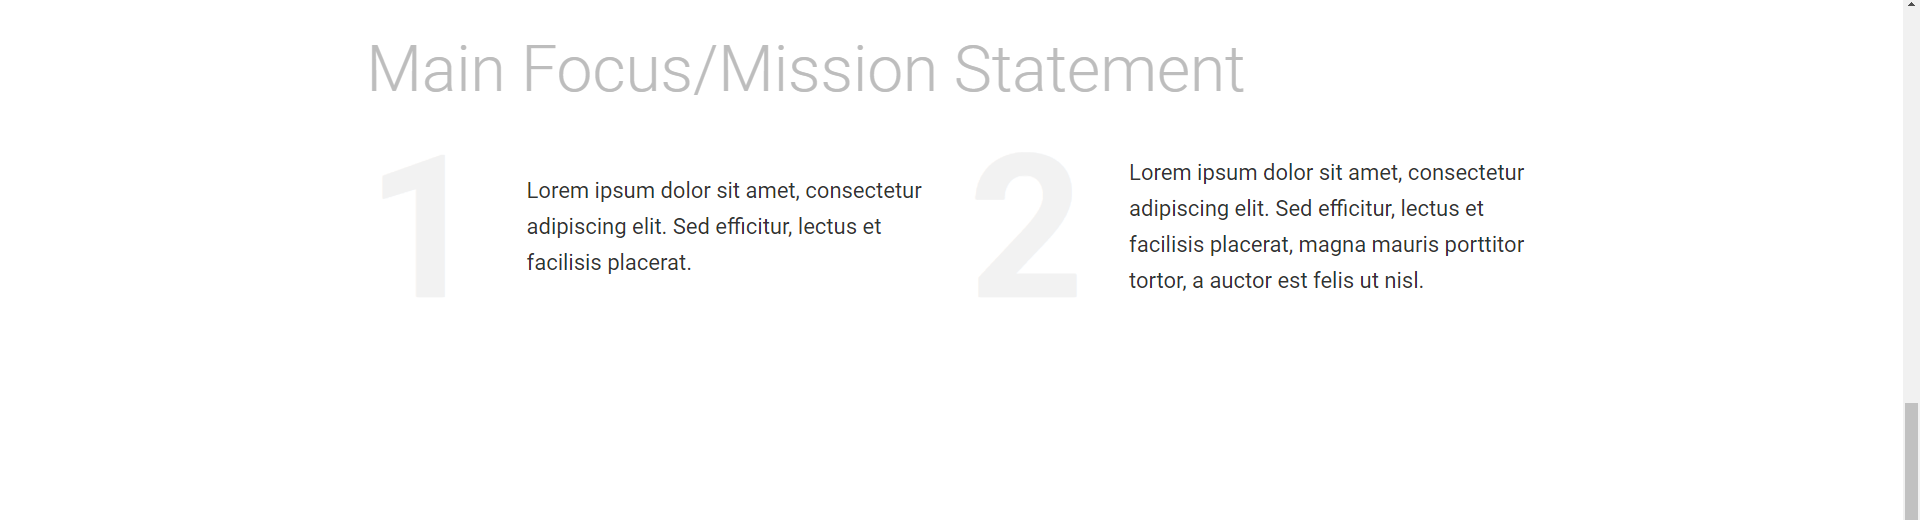 Main Focus/Mission Statement
1
Lorem ipsum dolor sit amet, consectetur
adipiscing elit. Sed efficitur, lectus et
facilisis placerat.
2
Lorem ipsum dolor sit amet, consectetur
adipiscing elit. Sed efficitur, lectus et
facilisis placerat, magna mauris porttitor
tortor, a auctor est felis ut nisl.